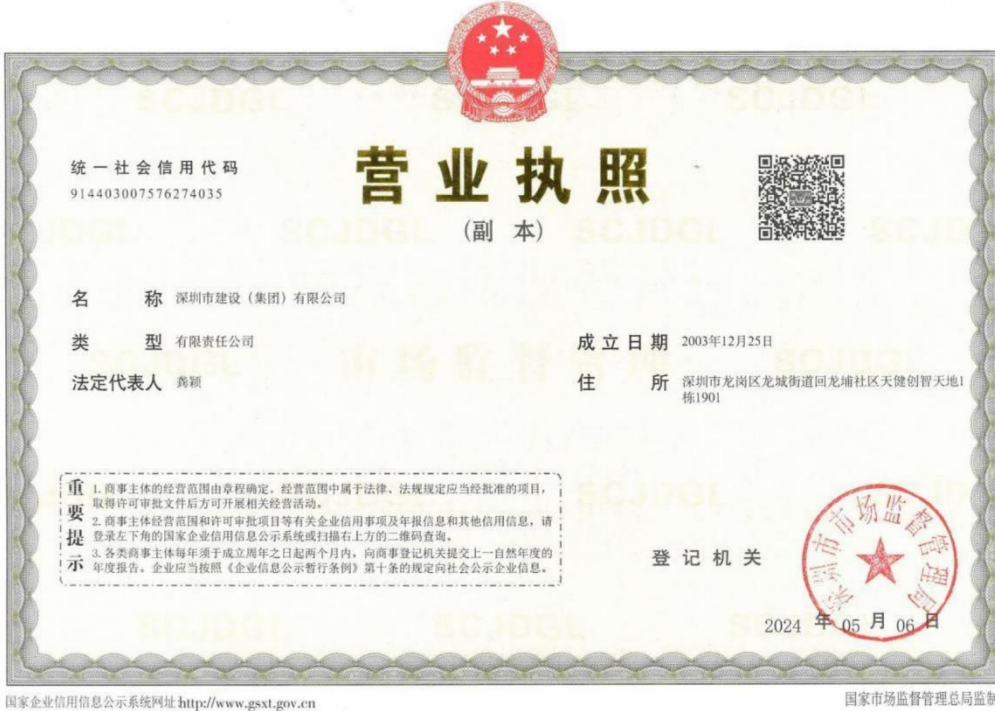 统一社会信用代码
914403007576274035
营业执照
(副 本)
名 称 深圳市建设（集团）有限公司
类 型 有限责任公司
成立日期 2003年12月25日
法定代表人 龚颖
住 所 深圳市龙岗区龙城街道回龙埔社区天健创智天地1
栋1901
重要提示
1.商事主体的经营范围由章程确定。经营范围中属于法律、法规规定应当经批准的项目，
取得许可审批文件后方可开展相关经营活动。
2.商事主体经营范围和许可审批项目等有关企业信用事项及年报信息和其他信用信息，请
登录左下角的国家企业信用信息公示系统或扫描右上方的二维码查询。
3.各类商事主体每年须于成立周年之日起两个月内，向商事登记机关提交上一自然年度的
年度报告。企业应当按照《企业信息公示暂行条例》第十条的规定向社会公示企业信息。
登记机关
深圳市市场监督管理局
2024 年 05 月 06 日
国家企业信用信息公示系统网址:http://www.gsxt.gov.cn
国家市场监督管理总局监制
SCJDGL